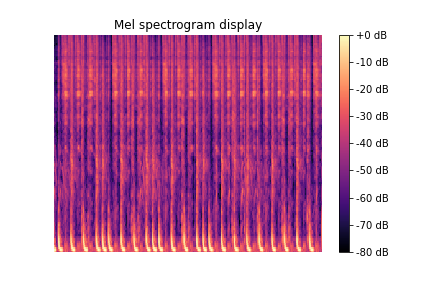 Mel spectrogram display
+0 dB
-10 dB
-20 dB
-30 dB
-40 dB
-50 dB
-60 dB
-70 dB
-80 dB